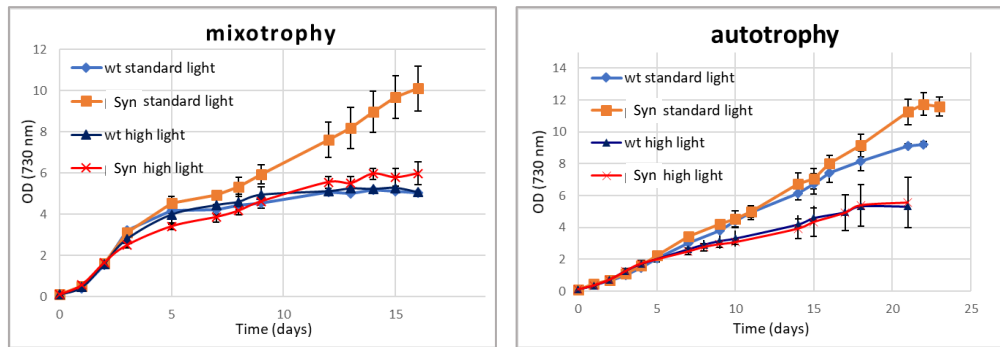 mixotrophy
12
10
8
6
4
2
0
0
5
10
15
OD (730 nm)
Time (days)
wt standard light
Syn standard light
wt high light
Syn high light
autotrophy
14
12
10
8
6
4
2
0
0
5
10
15
20
25
OD (730 nm)
Time (days)
wt standard light
Syn standard light
wt high light
Syn high light